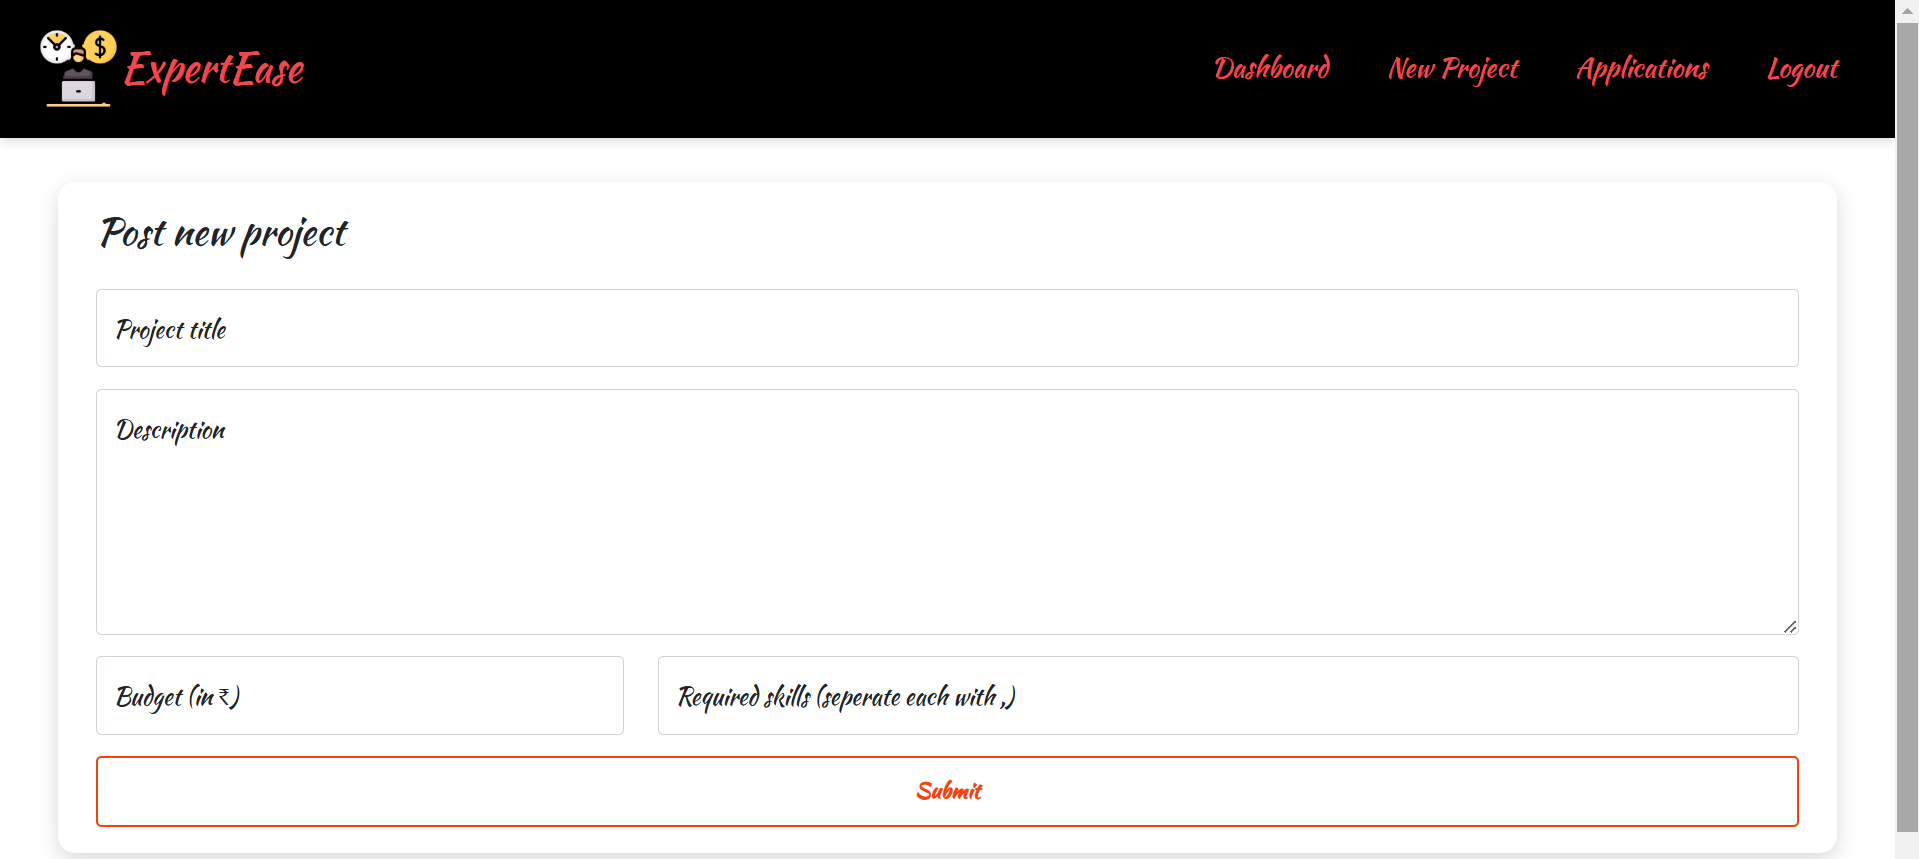 ExpertEase
Dashboard New Project Applications Logout
Post new project
Project title
Description
Budget (in ₹)
Required skills (seperate each with ,)
Submit